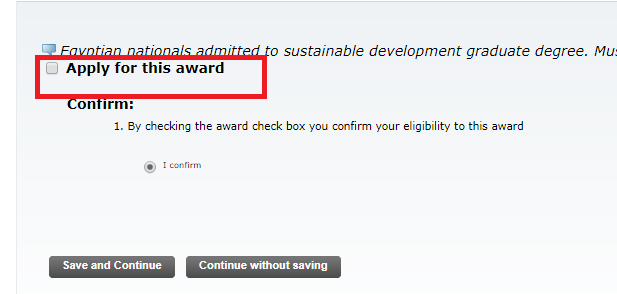 Egyptian nationals admitted to sustainable development graduate degree. Mus
Apply for this award
Confirm:
1. By checking the award check box you confirm your eligibility to this award
I confirm
Save and Continue
Continue without saving